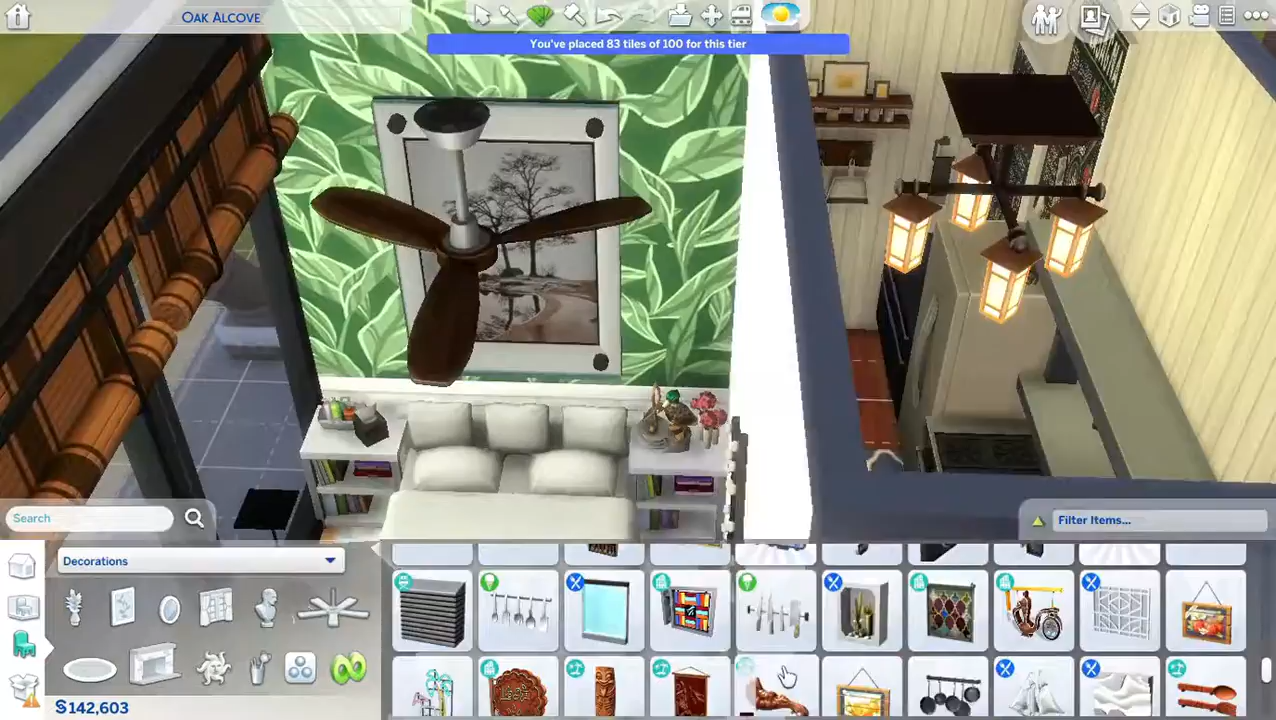 OAK ALCOVE
You've placed 83 tiles of 100 for this tier
Search
Filter Items...
Decorations
§142,603